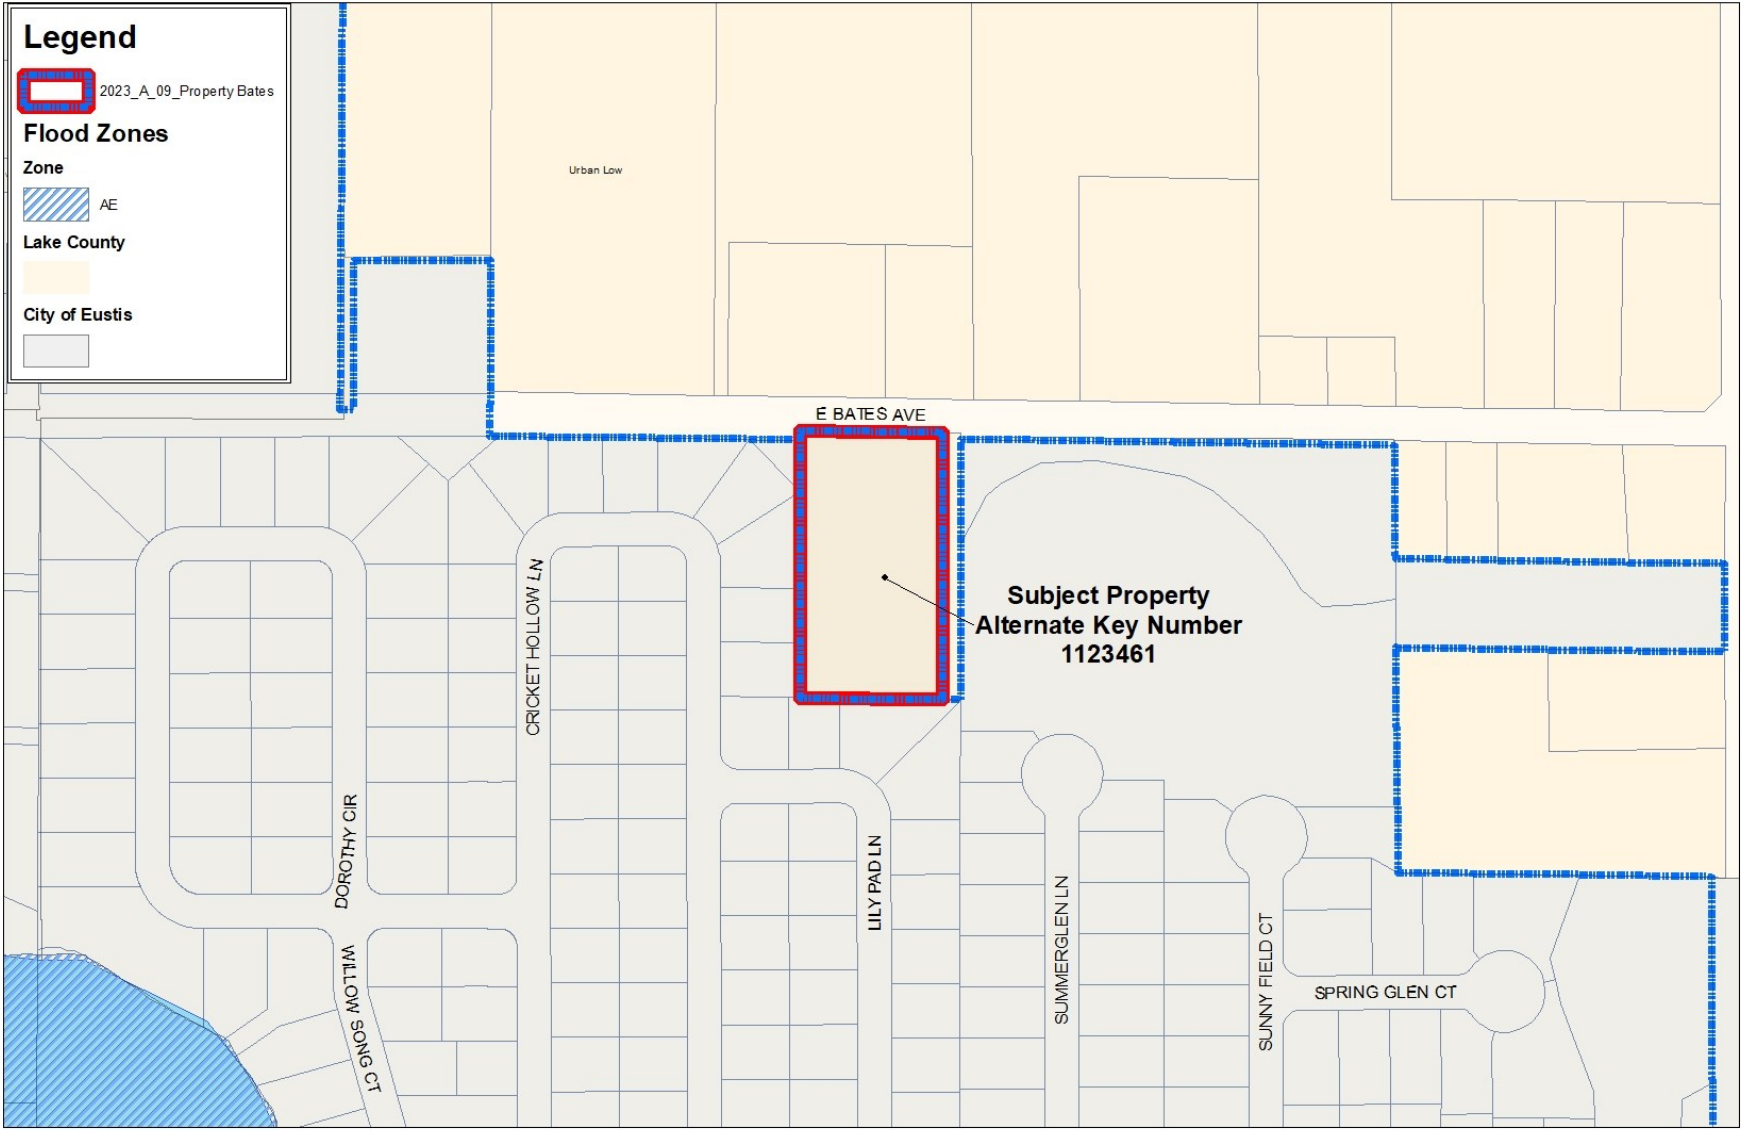 Legend
2023_A_09_Property Bates
Flood Zones
Zone
AE
Lake County
City of Eustis
Urban Low
E BATES AVE
Subject Property
Alternate Key Number
1123461
CRICKET HOLLOW LN
DOROTHY CIR
LILY PAD LN
SUMMERGLEN LN
SUNNY FIELD CT
SPRING GLEN CT
WILLOW SONG CT